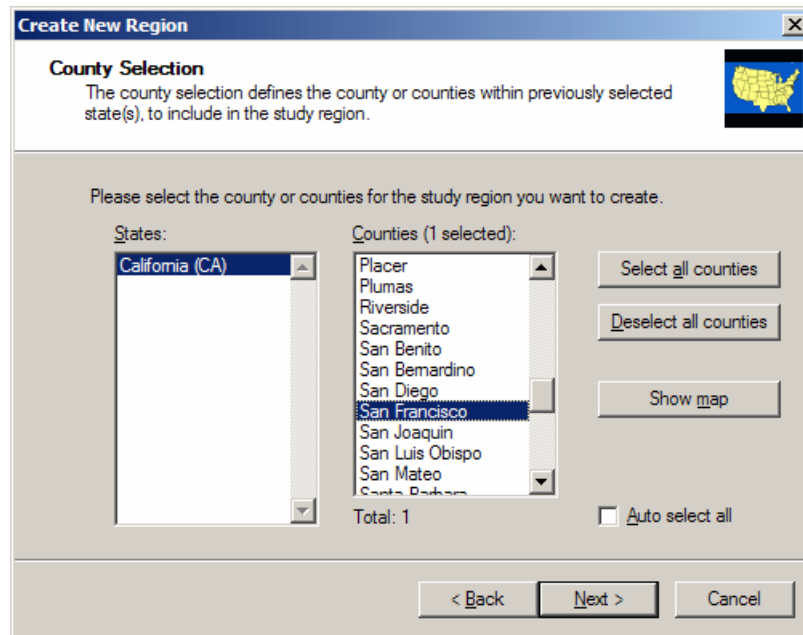 Create New Region
County Selection
The county selection defines the county or counties within previously selected
state(s), to include in the study region.
Please select the county or counties for the study region you want to create.
States:
California (CA)
Counties (1 selected):
Placer
Plumas
Riverside
Sacramento
San Benito
San Bernardino
San Diego
San Francisco
San Joaquin
San Luis Obispo
San Mateo
Santa Barbara
Total: 1
Select all counties
Deselect all counties
Show map
Auto select all
< Back
Next >
Cancel